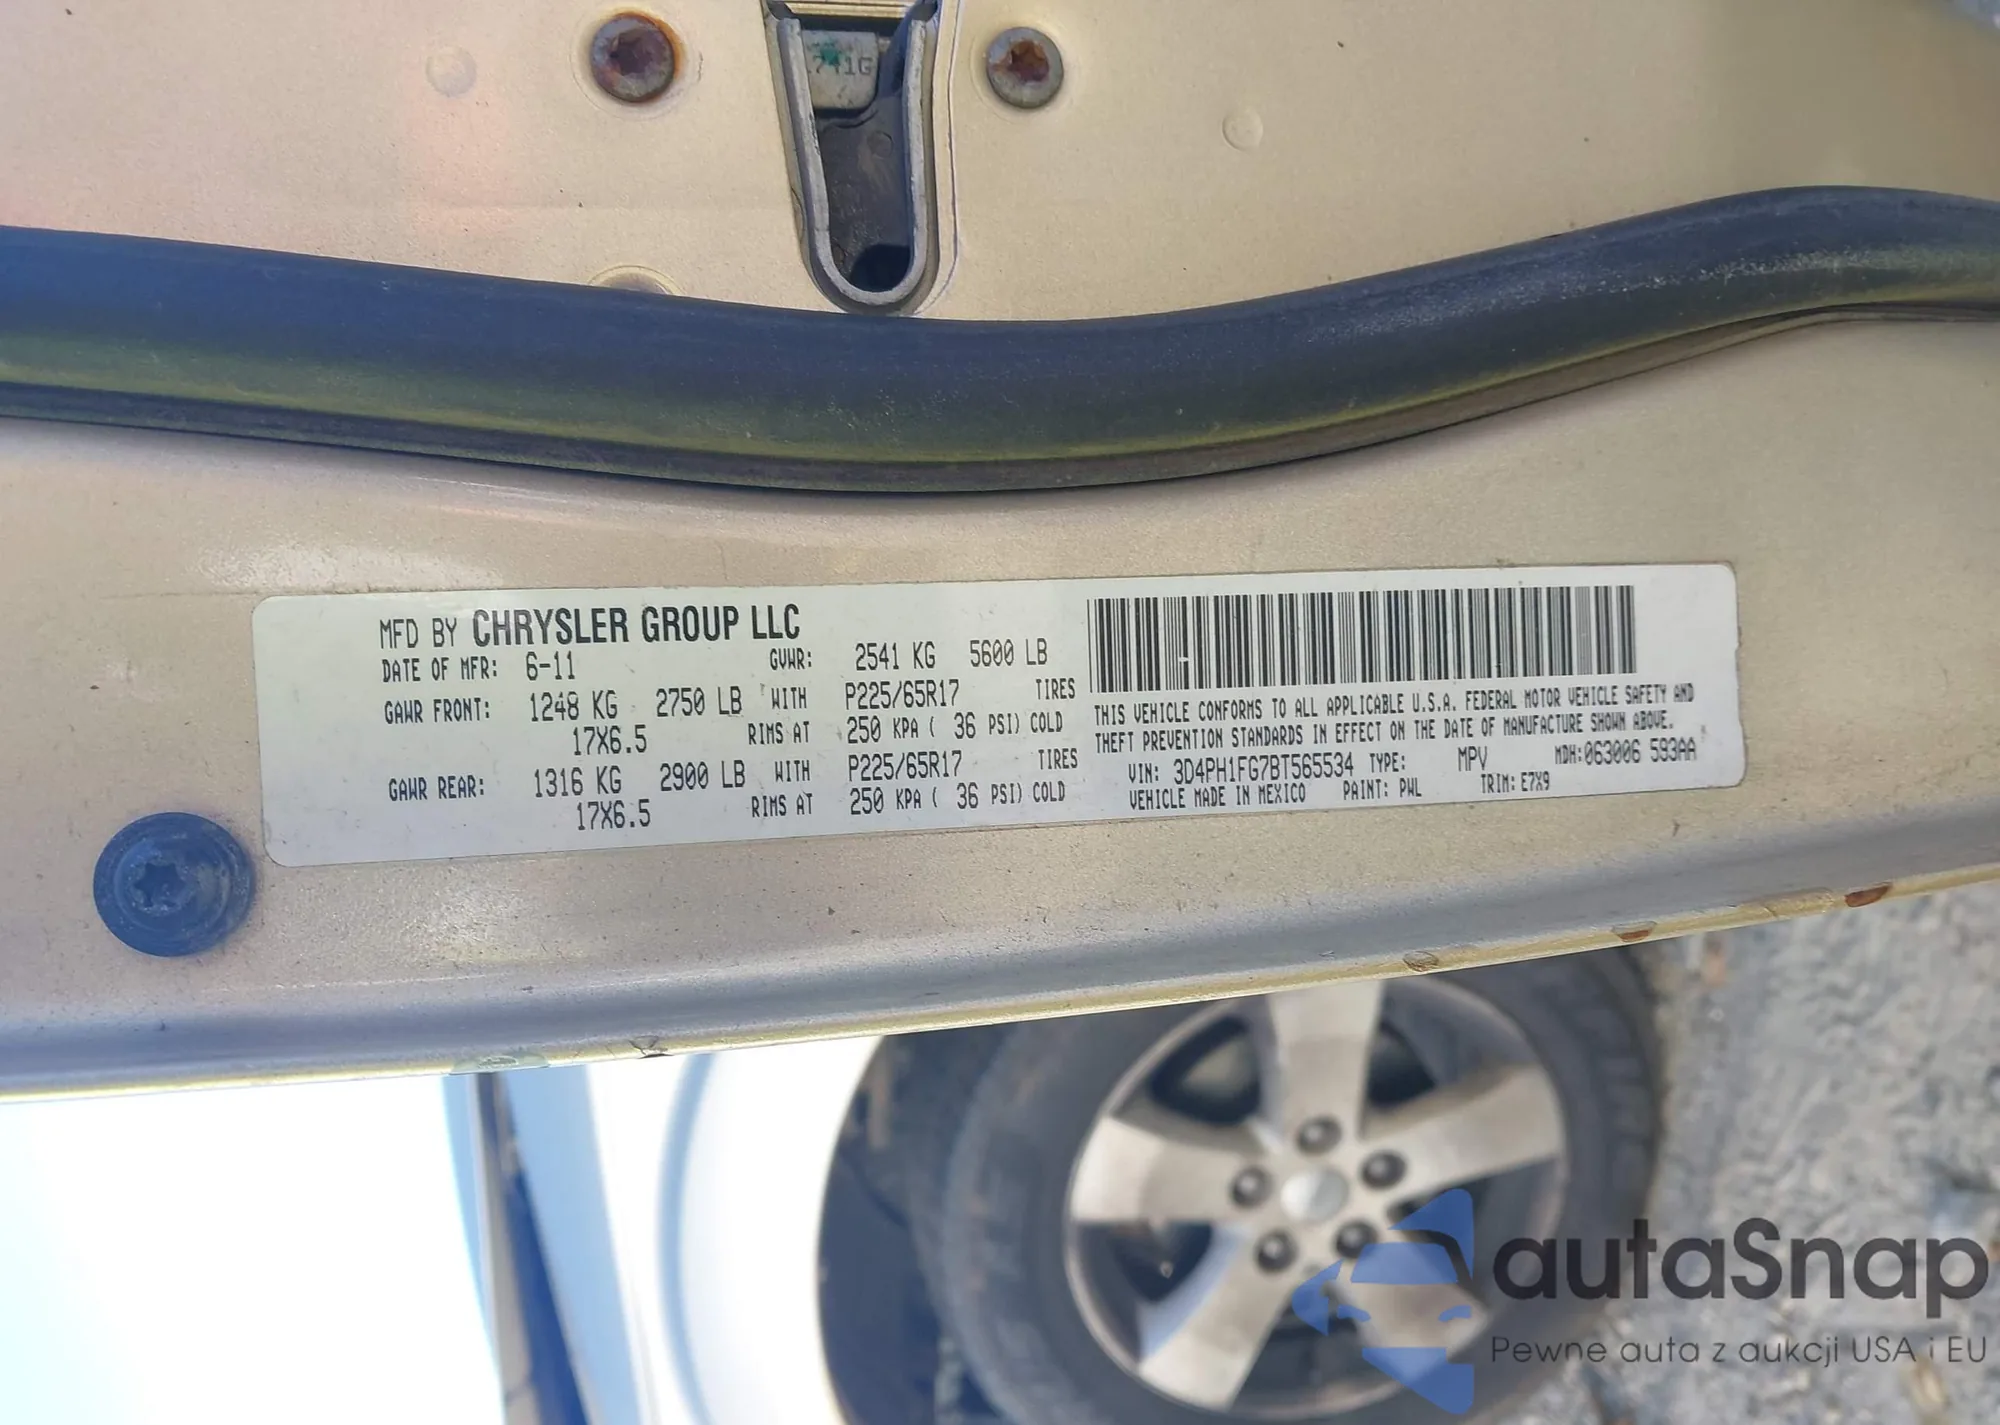 741G
MFD BY CHRYSLER GROUP LLC
DATE OF MFR: 6-11 GVWR: 2541 KG 5600 LB
GAWR FRONT: 1248 KG 2750 LB WITH P225/65R17 TIRES
17X6.5 RIMS AT 250 KPA ( 36 PSI) COLD
GAWR REAR: 1316 KG 2900 LB WITH P225/65R17 TIRES
17X6.5 RIMS AT 250 KPA ( 36 PSI) COLD
THIS VEHICLE CONFORMS TO ALL APPLICABLE U.S.A. FEDERAL MOTOR VEHICLE SAFETY AND
THEFT PREVENTION STANDARDS IN EFFECT ON THE DATE OF MANUFACTURE SHOWN ABOVE.
VIN: 3D4PH1FG7BT565534 TYPE: MPV MDH: 063006 593AA
VEHICLE MADE IN MEXICO PAINT: PWL TRIM: E7X9
autaSnap
Pewne auta z aukcji USA i EU